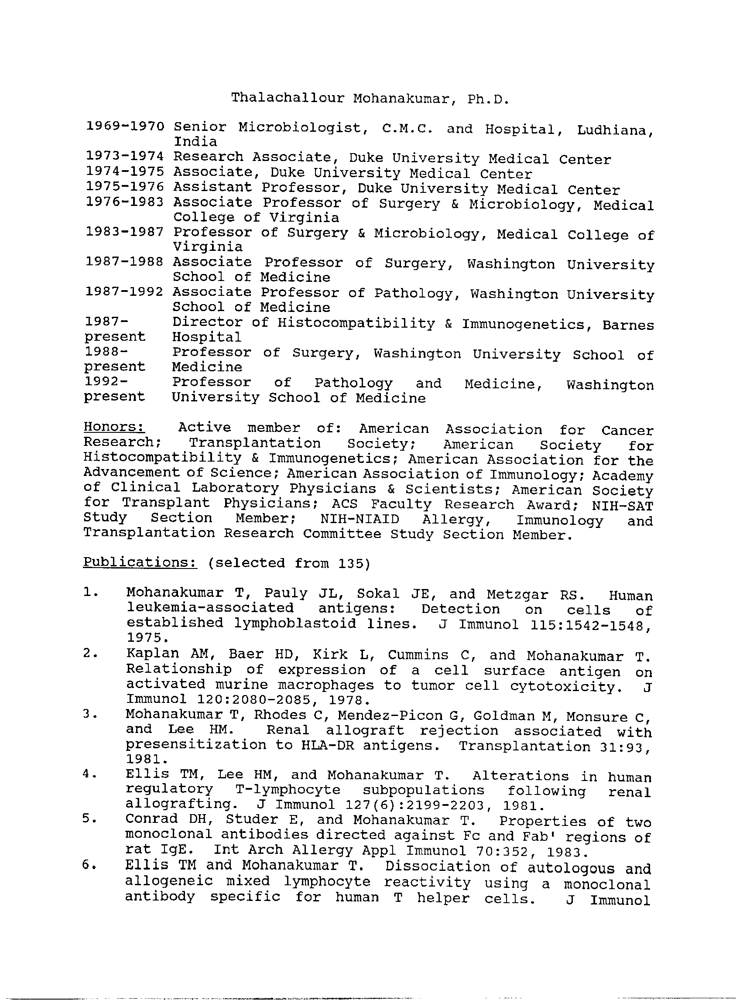 Thalachallour Mohanakumar, Ph.D.
1969-1970 Senior Microbiologist, C.M.C. and Hospital, Ludhiana,
India
1973-1974 Research Associate, Duke University Medical Center
1974-1975 Associate, Duke University Medical Center
1975-1976 Assistant Professor, Duke University Medical Center
1976-1983 Associate Professor of Surgery & Microbiology, Medical
College of Virginia
1983-1987 Professor of Surgery & Microbiology, Medical College of
Virginia
1987-1988 Associate Professor of Surgery, Washington University
School of Medicine
1987-1992 Associate Professor of Pathology, Washington University
School of Medicine
1987- Director of Histocompatibility & Immunogenetics, Barnes
present Hospital
1988- Professor of Surgery, Washington University School of
present Medicine
1992- Professor of Pathology and Medicine, Washington
present University School of Medicine
Honors: Active member of: American Association for Cancer
Research; Transplantation Society; American Society for
Histocompatibility & Immunogenetics; American Association for the
Advancement of Science; American Association of Immunology; Academy
of Clinical Laboratory Physicians & Scientists; American Society
for Transplant Physicians; ACS Faculty Research Award; NIH-SAT
Study Section Member; NIH-NIAID Allergy, Immunology and
Transplantation Research Committee Study Section Member.
Publications: (selected from 135)
1. Mohanakumar T, Pauly JL, Sokal JE, and Metzgar RS. Human
leukemia-associated antigens: Detection on cells of
established lymphoblastoid lines. J Immunol 115:1542-1548,
1975.
2. Kaplan AM, Baer HD, Kirk L, Cummins C, and Mohanakumar T.
Relationship of expression of a cell surface antigen on
activated murine macrophages to tumor cell cytotoxicity. J
Immunol 120:2080-2085, 1978.
3. Mohanakumar T, Rhodes C, Mendez-Picon G, Goldman M, Monsure C,
and Lee HM. Renal allograft rejection associated with
presensitization to HLA-DR antigens. Transplantation 31:93,
1981.
4. Ellis TM, Lee HM, and Mohanakumar T. Alterations in human
regulatory T-lymphocyte subpopulations following renal
allografting. J Immunol 127(6):2199-2203, 1981.
5. Conrad DH, Studer E, and Mohanakumar T. Properties of two
monoclonal antibodies directed against Fc and Fab' regions of
rat IgE. Int Arch Allergy Appl Immunol 70:352, 1983.
6. Ellis TM and Mohanakumar T. Dissociation of autologous and
allogeneic mixed lymphocyte reactivity using a monoclonal
antibody specific for human T helper cells. J Immunol